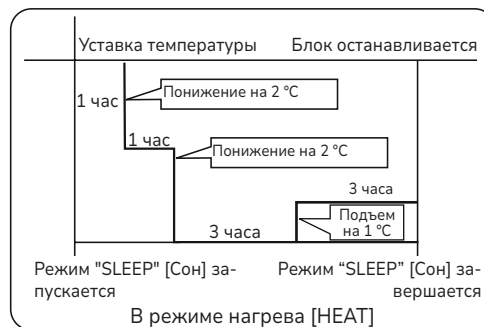 Уставка температуры
Блок останавливается
1 час
Понижение на 2 °C
1 час
Понижение на 2 °C
3 часа
3 часа
Подъем
на 1 °C
Режим "SLEEP" [Сон] за-
пускается
Режим “SLEEP” [Сон] за-
вершается
В режиме нагрева [HEAT]